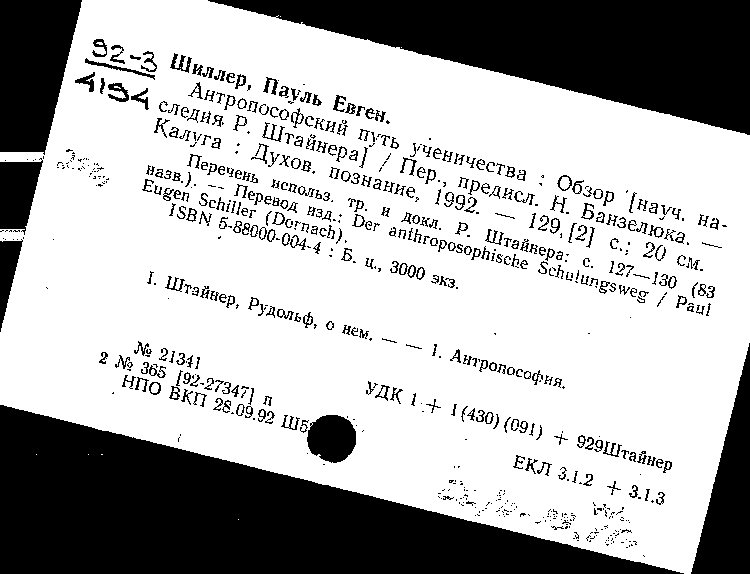 92-3
4194
Шиллер, Пауль Евген.
Антропософский путь ученичества : Обзор [науч. на-
следия Р. Штайнера] / Пер., предисл. Н. Банзелюка. —
Калуга : Духов. познание, 1992. — 129,[2] с.; 20 см.
Перечень использ. тр. и докл. Р. Штайнера: с. 127—130 (83
назв.). — Перевод изд.: Der anthroposophische Schulungsweg / Paul
Eugen Schiller (Dornach).
ISBN 5-88000-004-4 : Б. ц., 3000 экз.
I. Штайнер, Рудольф, о нем. — — 1. Антропософия.
№ 21341
2 № 365 [92-27347] п
НПО ВКП 28.09.92 Ш5
УДК 1 + 1(430)(091) + 929Штайнер
ЕКЛ 3.1.2 + 3.1.3